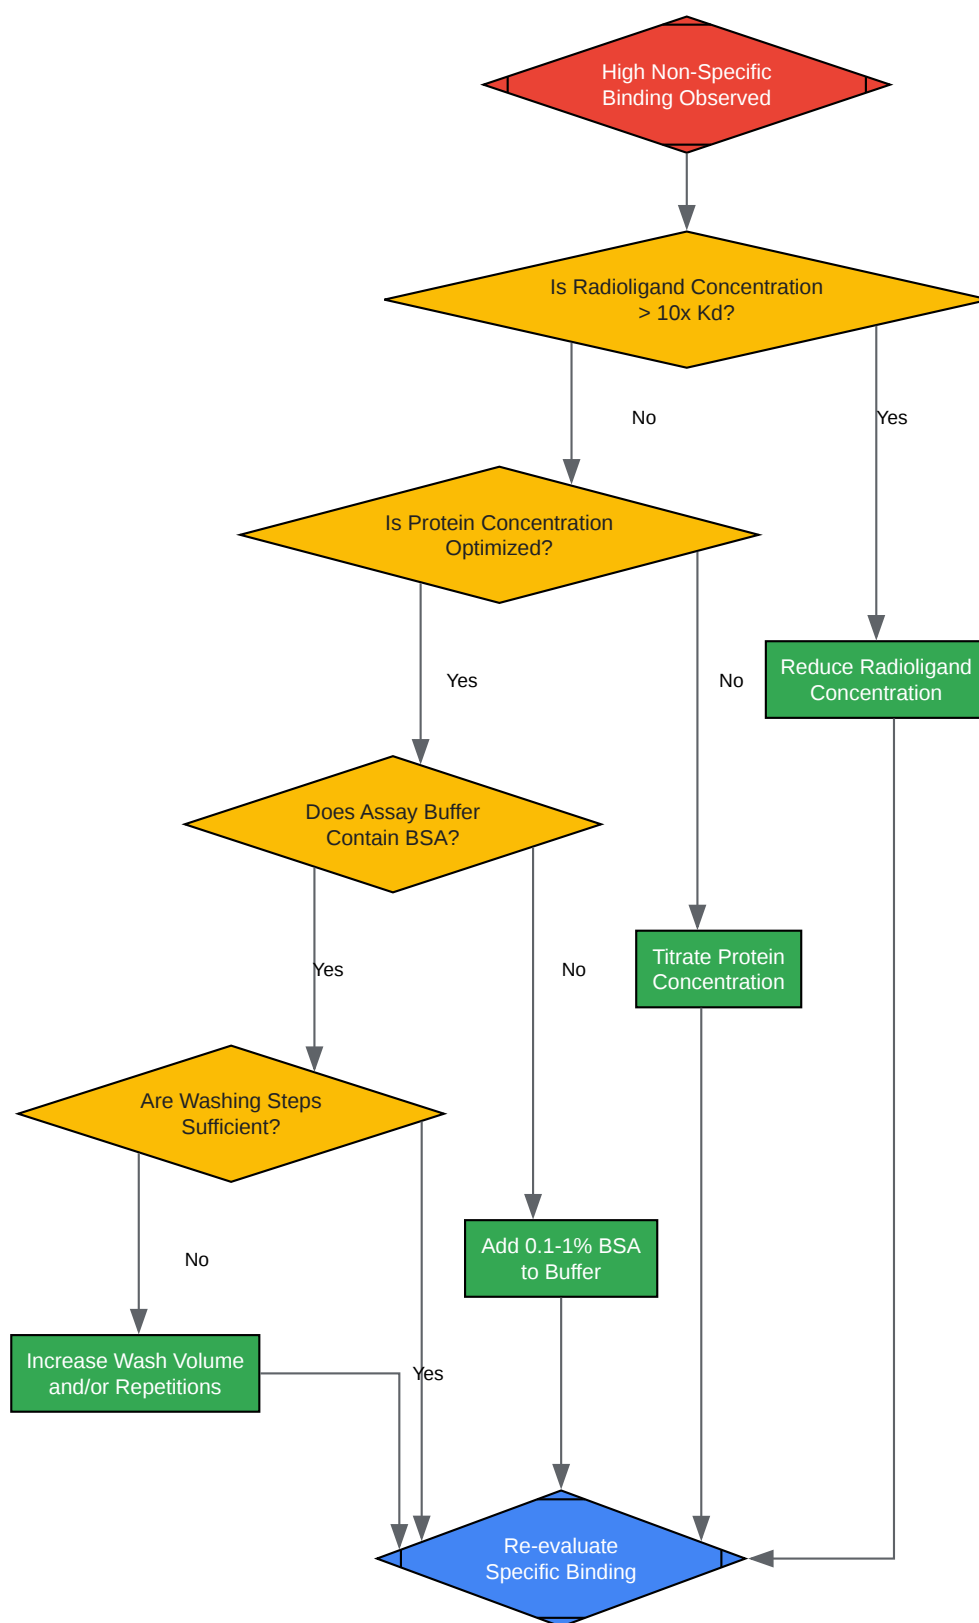 High Non-Specific
Binding Observed
Is Radioligand Concentration
> 10x Kd?
No
Yes
Is Protein Concentration
Optimized?
Yes
No
Reduce Radioligand
Concentration
Does Assay Buffer
Contain BSA?
Yes
No
Titrate Protein
Concentration
Are Washing Steps
Sufficient?
No
Add 0.1-1% BSA
to Buffer
Increase Wash Volume
and/or Repetitions
Yes
Re-evaluate
Specific Binding